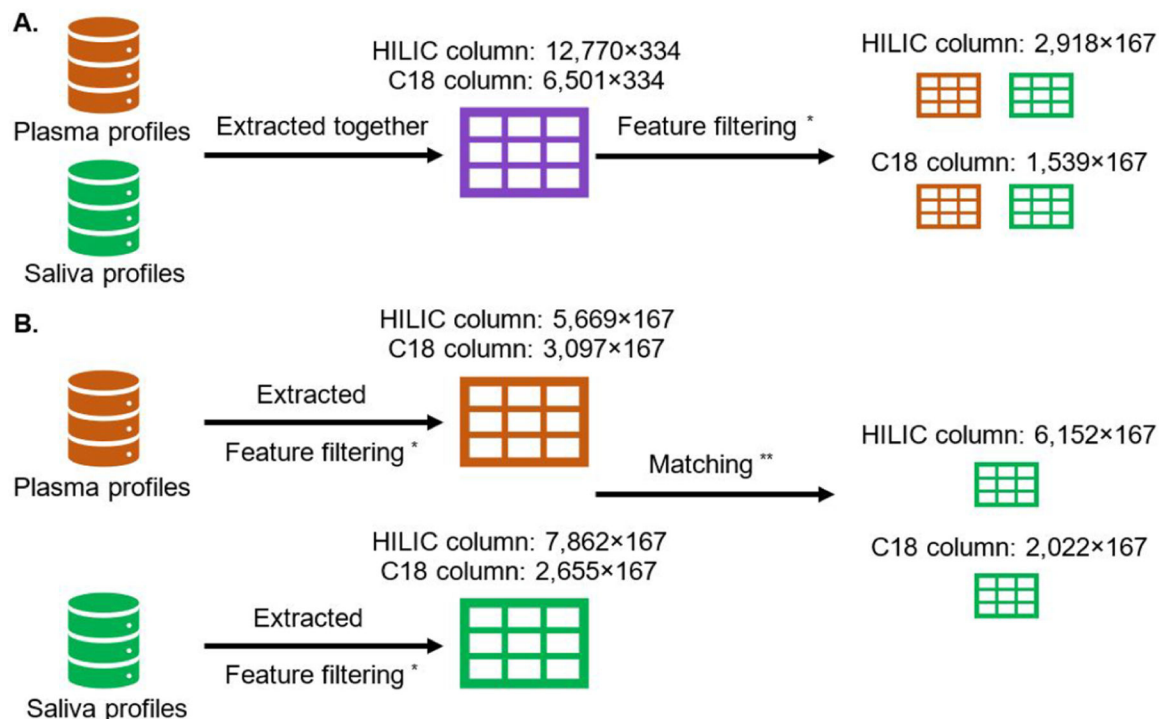 A.
Plasma profiles
Saliva profiles
Extracted together
HILIC column: 12,770×334
C18 column: 6,501×334
Feature filtering *
HILIC column: 2,918×167
C18 column: 1,539×167
B.
Plasma profiles
Extracted
Feature filtering *
HILIC column: 5,669×167
C18 column: 3,097×167
Saliva profiles
Extracted
Feature filtering *
HILIC column: 7,862×167
C18 column: 2,655×167
Matching **
HILIC column: 6,152×167
C18 column: 2,022×167